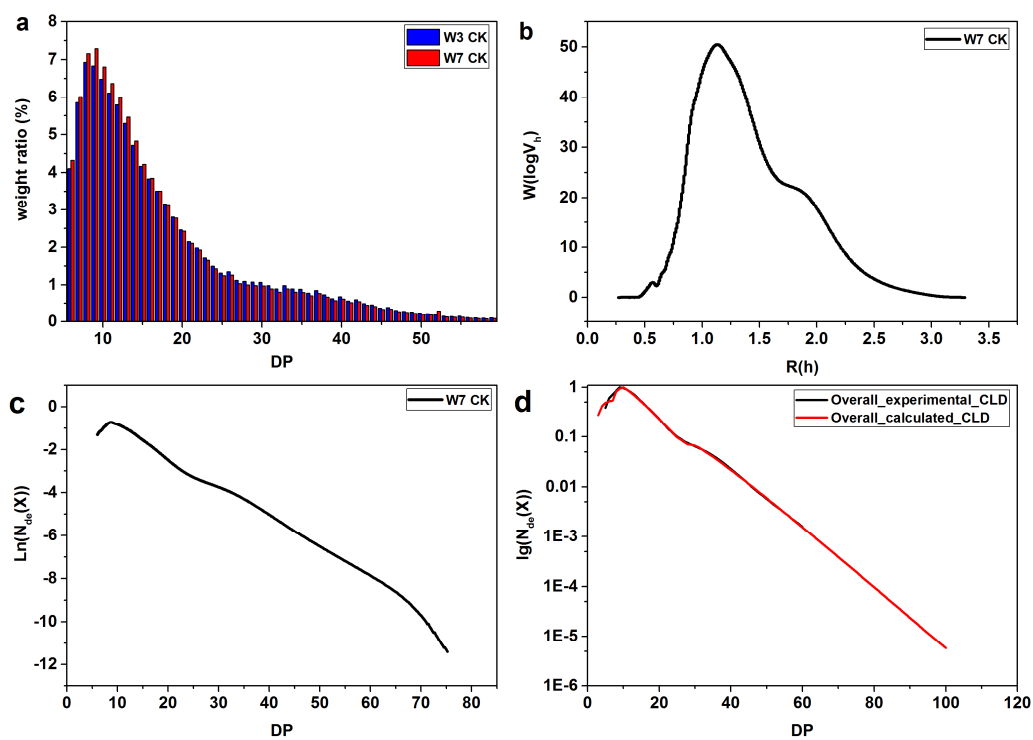 a
W3 CK
W7 CK
weight ratio (%)
8
7
6
5
4
3
2
1
0
10
20
30
40
50
DP
b
W7 CK
W(logVh)
50
40
30
20
10
0
0.0
0.5
1.0
1.5
2.0
2.5
3.0
3.5
R(h)
c
W7 CK
Ln(Nde(X))
0
-2
-4
-6
-8
-10
-12
0
10
20
30
40
50
60
70
80
DP
d
Overall_experimental_CLD
Overall_calculated_CLD
lg(Nde(X))
1
0.1
0.01
1E-3
1E-4
1E-5
1E-6
0
20
40
60
80
100
120
DP